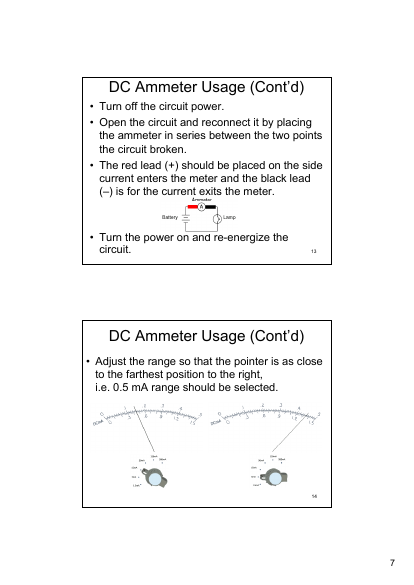 DC Ammeter Usage (Cont'd)
• Turn off the circuit power.
• Open the circuit and reconnect it by placing
the ammeter in series between the two points
the circuit broken.
• The red lead (+) should be placed on the side
current enters the meter and the black lead
(–) is for the current exits the meter.
Ammeter
A
Battery
Lamp
• Turn the power on and re-energize the
circuit.
13
DC Ammeter Usage (Cont'd)
• Adjust the range so that the pointer is as close
to the farthest position to the right,
i.e. 0.5 mA range should be selected.
14
7